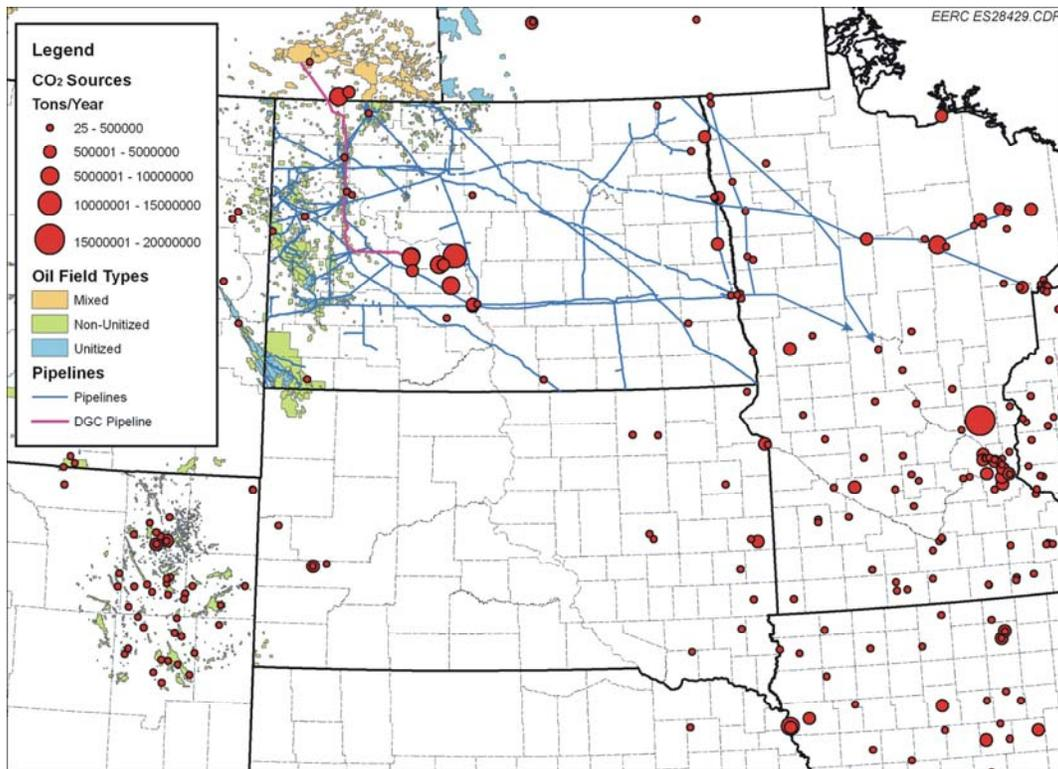 EERC ES28429.CDR
Legend
CO₂ Sources
Tons/Year
25 - 500000
500001 - 5000000
5000001 - 10000000
10000001 - 15000000
15000001 - 20000000
Oil Field Types
Mixed
Non-Unitized
Unitized
Pipelines
Pipelines
DGC Pipeline